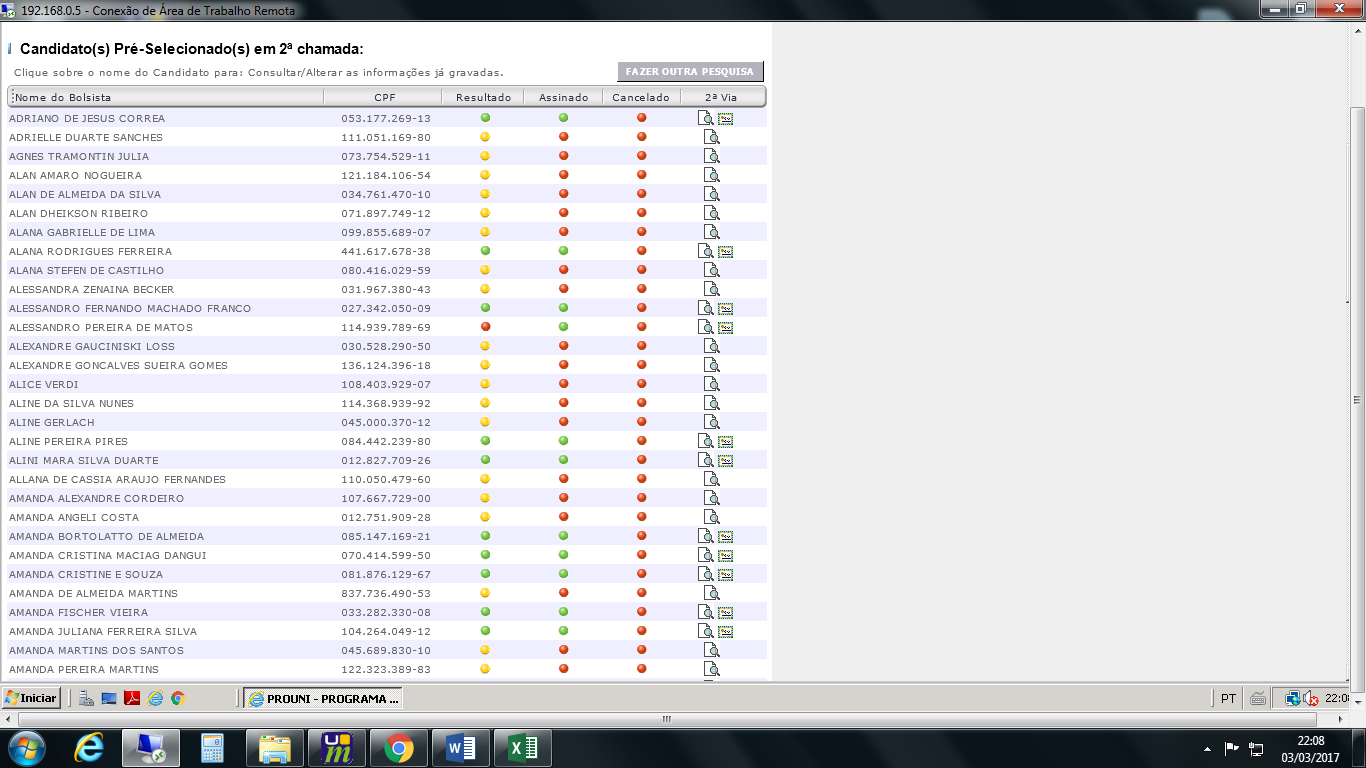 192.168.0.5 - Conexão de Área de Trabalho Remota
Candidato(s) Pré-Selecionado(s) em 2ª chamada:
Clique sobre o nome do Candidato para: Consultar/Alterar as informações já gravadas.
FAZER OUTRA PESQUISA
Nome do Bolsista CPF Resultado Assinado Cancelado 2ª Via
ADRIANO DE JESUS CORREA 053.177.269-13
ADRIELLE DUARTE SANCHES 111.051.169-80
AGNES TRAMONTIN JULIA 073.754.529-11
ALAN AMARO NOGUEIRA 121.184.106-54
ALAN DE ALMEIDA DA SILVA 034.761.470-10
ALAN DHEIKSON RIBEIRO 071.897.749-12
ALANA GABRIELLE DE LIMA 099.855.689-07
ALANA RODRIGUES FERREIRA 441.617.678-38
ALANA STEFEN DE CASTILHO 080.416.029-59
ALESSANDRA ZENAINA BECKER 031.967.380-43
ALESSANDRO FERNANDO MACHADO FRANCO 027.342.050-09
ALESSANDRO PEREIRA DE MATOS 114.939.789-69
ALEXANDRE GAUCINISKI LOSS 030.528.290-50
ALEXANDRE GONCALVES SUEIRA GOMES 136.124.396-18
ALICE VERDI 108.403.929-07
ALINE DA SILVA NUNES 114.368.939-92
ALINE GERLACH 045.000.370-12
ALINE PEREIRA PIRES 084.442.239-80
ALINI MARA SILVA DUARTE 012.827.709-26
ALLANA DE CASSIA ARAUJO FERNANDES 110.050.479-60
AMANDA ALEXANDRE CORDEIRO 107.667.729-00
AMANDA ANGELI COSTA 012.751.909-28
AMANDA BORTOLATTO DE ALMEIDA 085.147.169-21
AMANDA CRISTINA MACIAG DANGUI 070.414.599-50
AMANDA CRISTINE E SOUZA 081.876.129-67
AMANDA DE ALMEIDA MARTINS 837.736.490-53
AMANDA FISCHER VIEIRA 033.282.330-08
AMANDA JULIANA FERREIRA SILVA 104.264.049-12
AMANDA MARTINS DOS SANTOS 045.689.830-10
AMANDA PEREIRA MARTINS 122.323.389-83
Iniciar PROUNI - PROGRAMA ... PT 22:08
22:08
03/03/2017